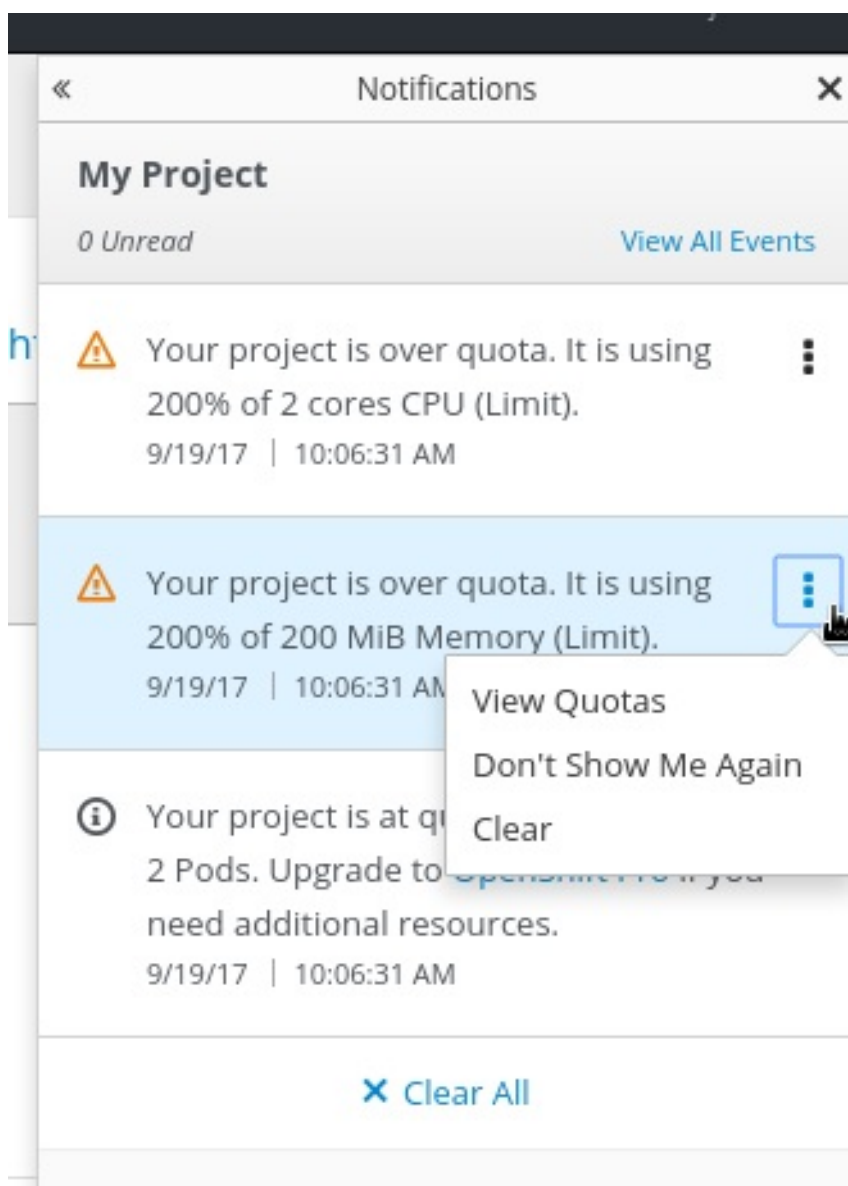 Notifications
My Project
0 Unread
View All Events
Your project is over quota. It is using
200% of 2 cores CPU (Limit).
9/19/17 | 10:06:31 AM
Your project is over quota. It is using
200% of 200 MiB Memory (Limit).
9/19/17 | 10:06:31 AM
View Quotas
Don't Show Me Again
Clear
Your project is at
2 Pods. Upgrade to OpenShift Pro if you
need additional resources.
9/19/17 | 10:06:31 AM
Clear All